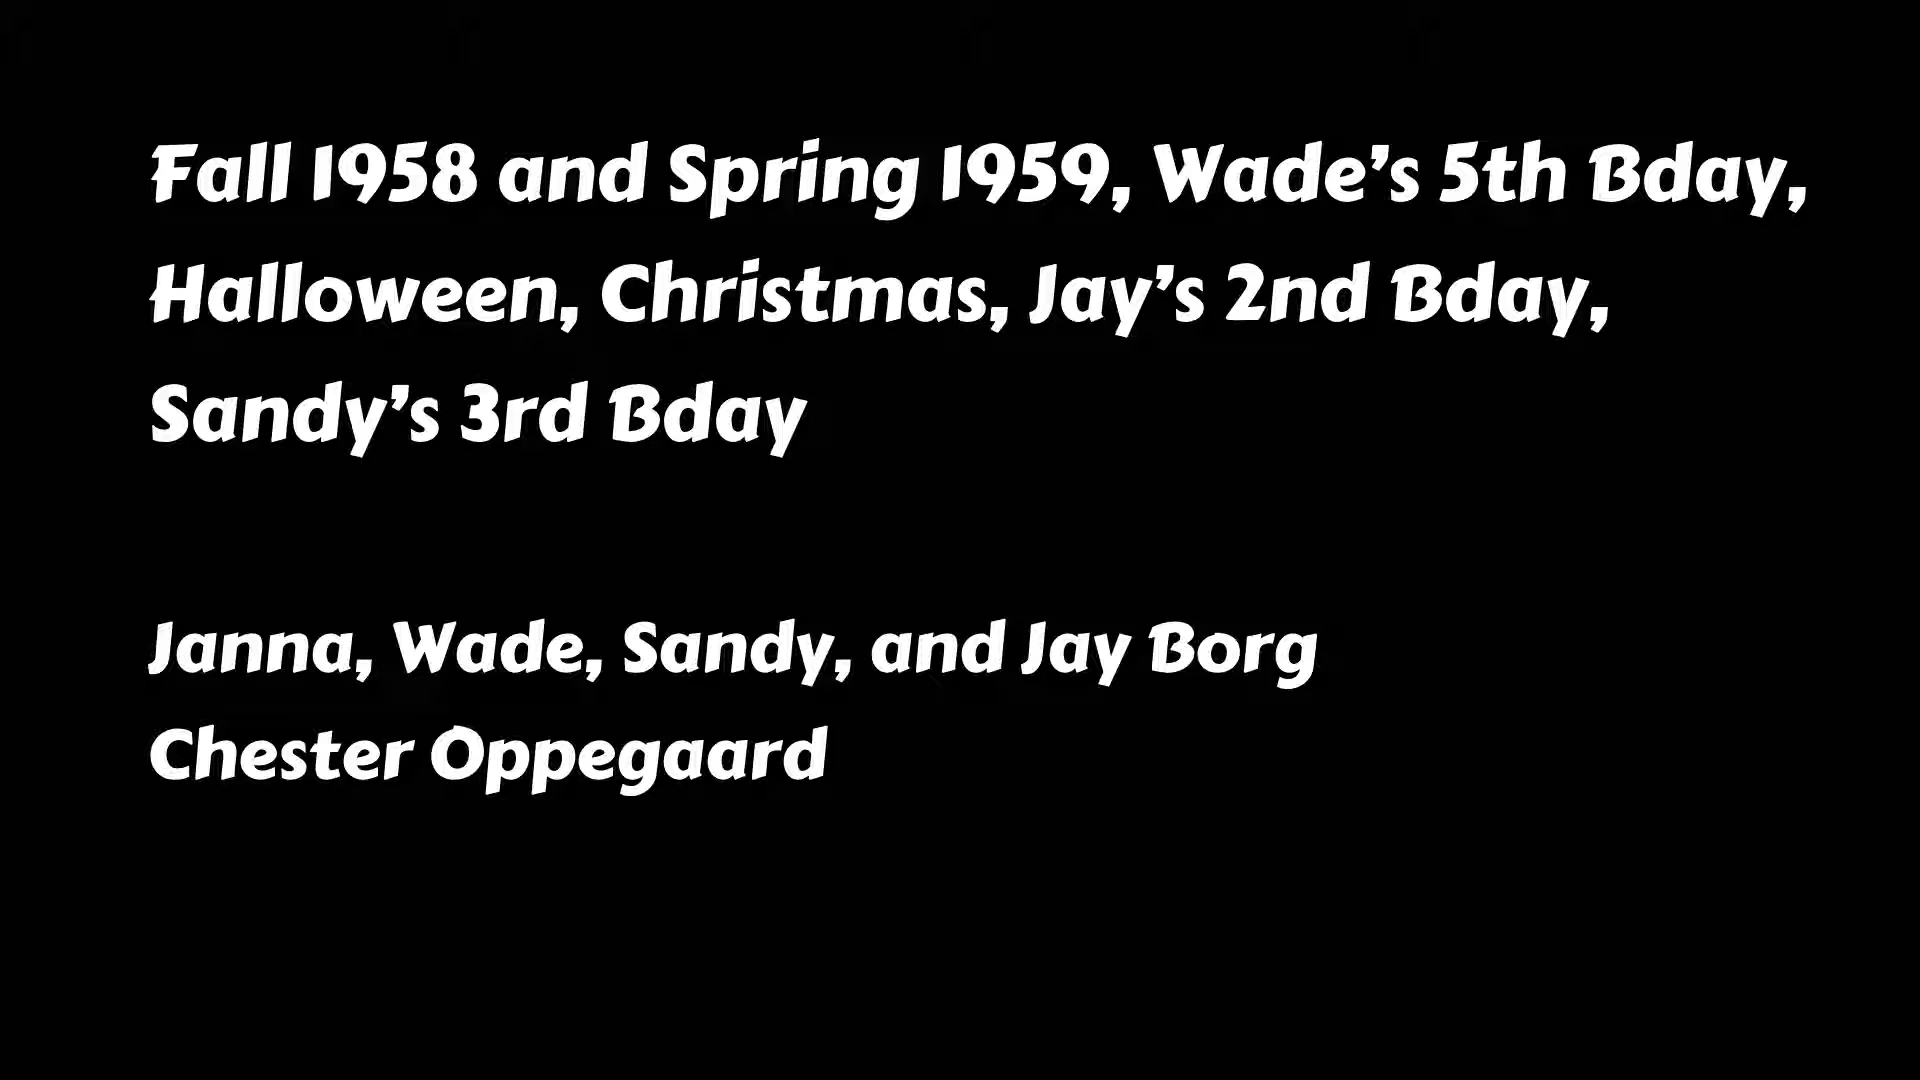 Fall 1958 and Spring 1959, Wade’s 5th Bday,
Halloween, Christmas, Jay’s 2nd Bday,
Sandy’s 3rd Bday
Janna, Wade, Sandy, and Jay Borg
Chester Oppegaard